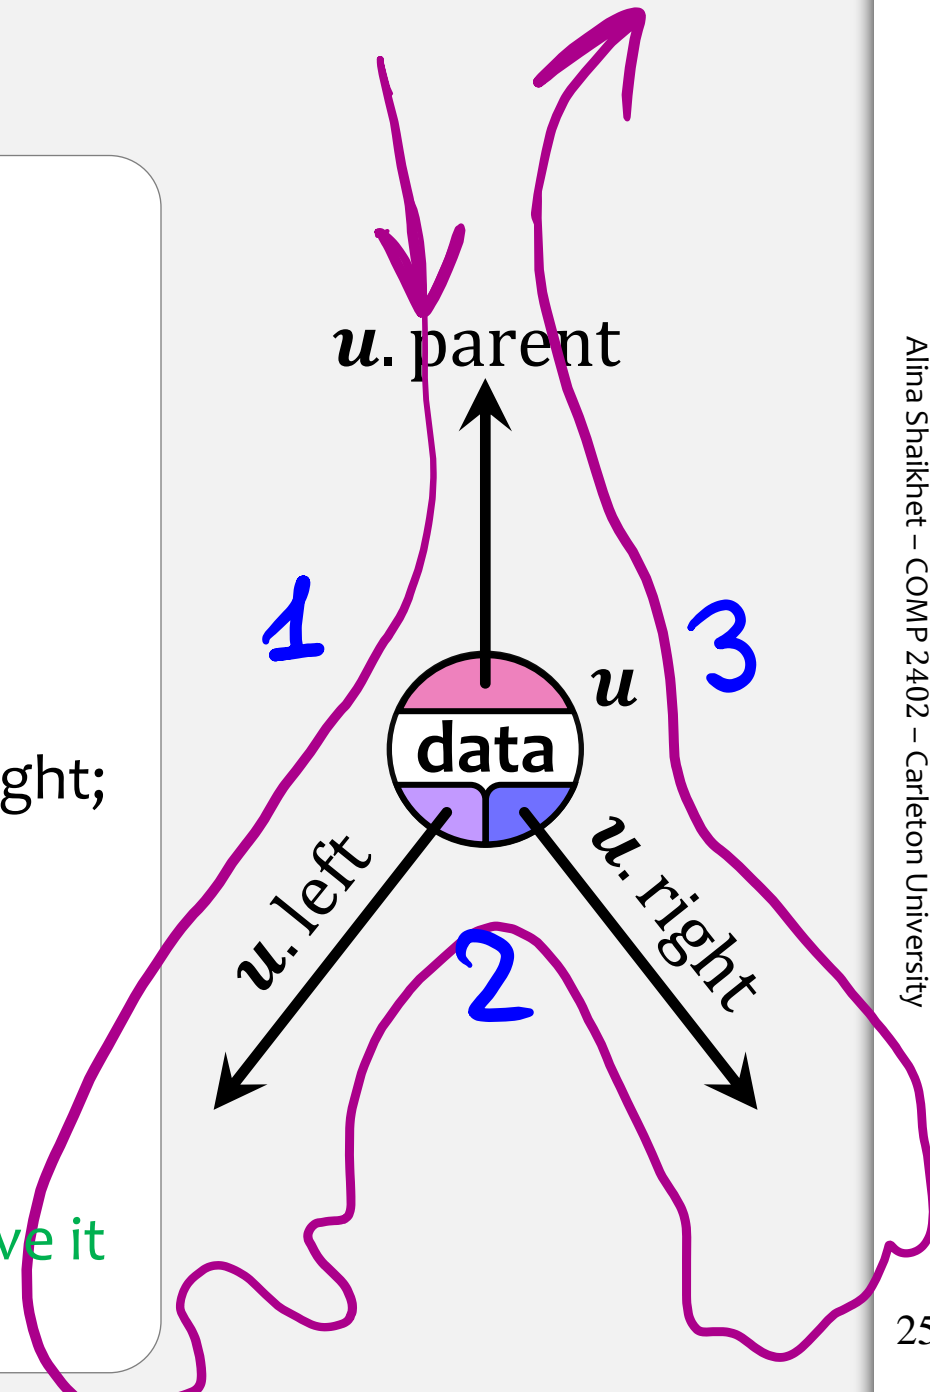 u. parent
1
3
u
data
ght;
u. left
u. right
2
ve it
Alina Shaikhet – COMP 2402 – Carleton University
25